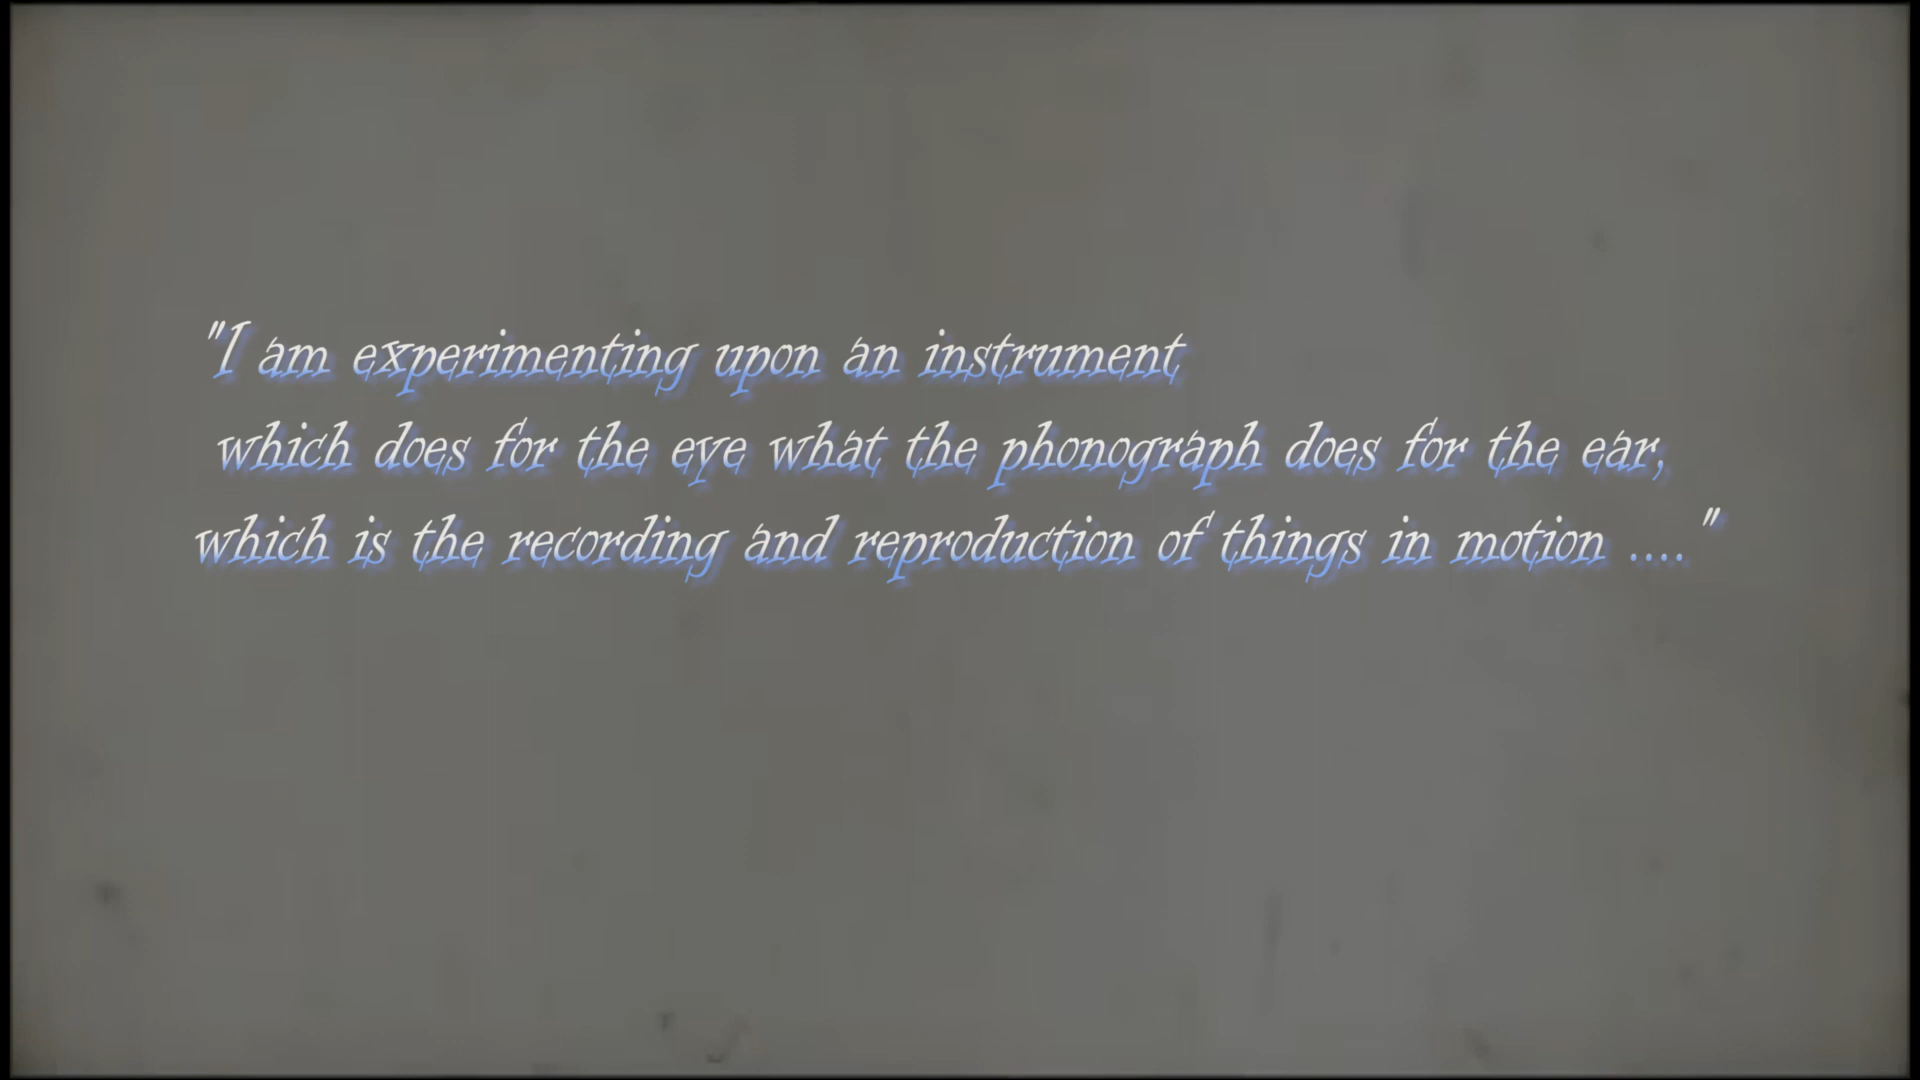 "I am experimenting upon an instrument
which does for the eye what the phonograph does for the ear,
which is the recording and reproduction of things in motion ...."